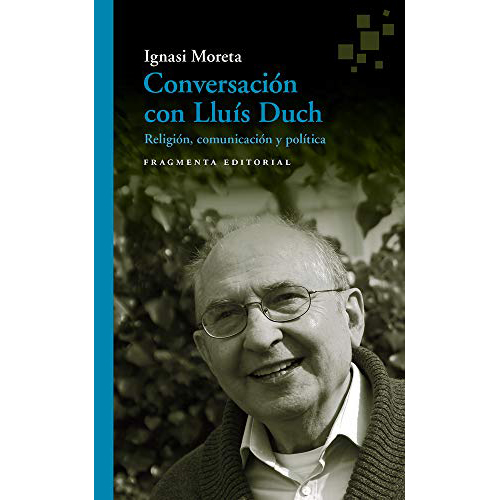 Ignasi Moreta
Conversación
con Lluís Duch
Religión, comunicación y política
FRAGMENTA EDITORIAL